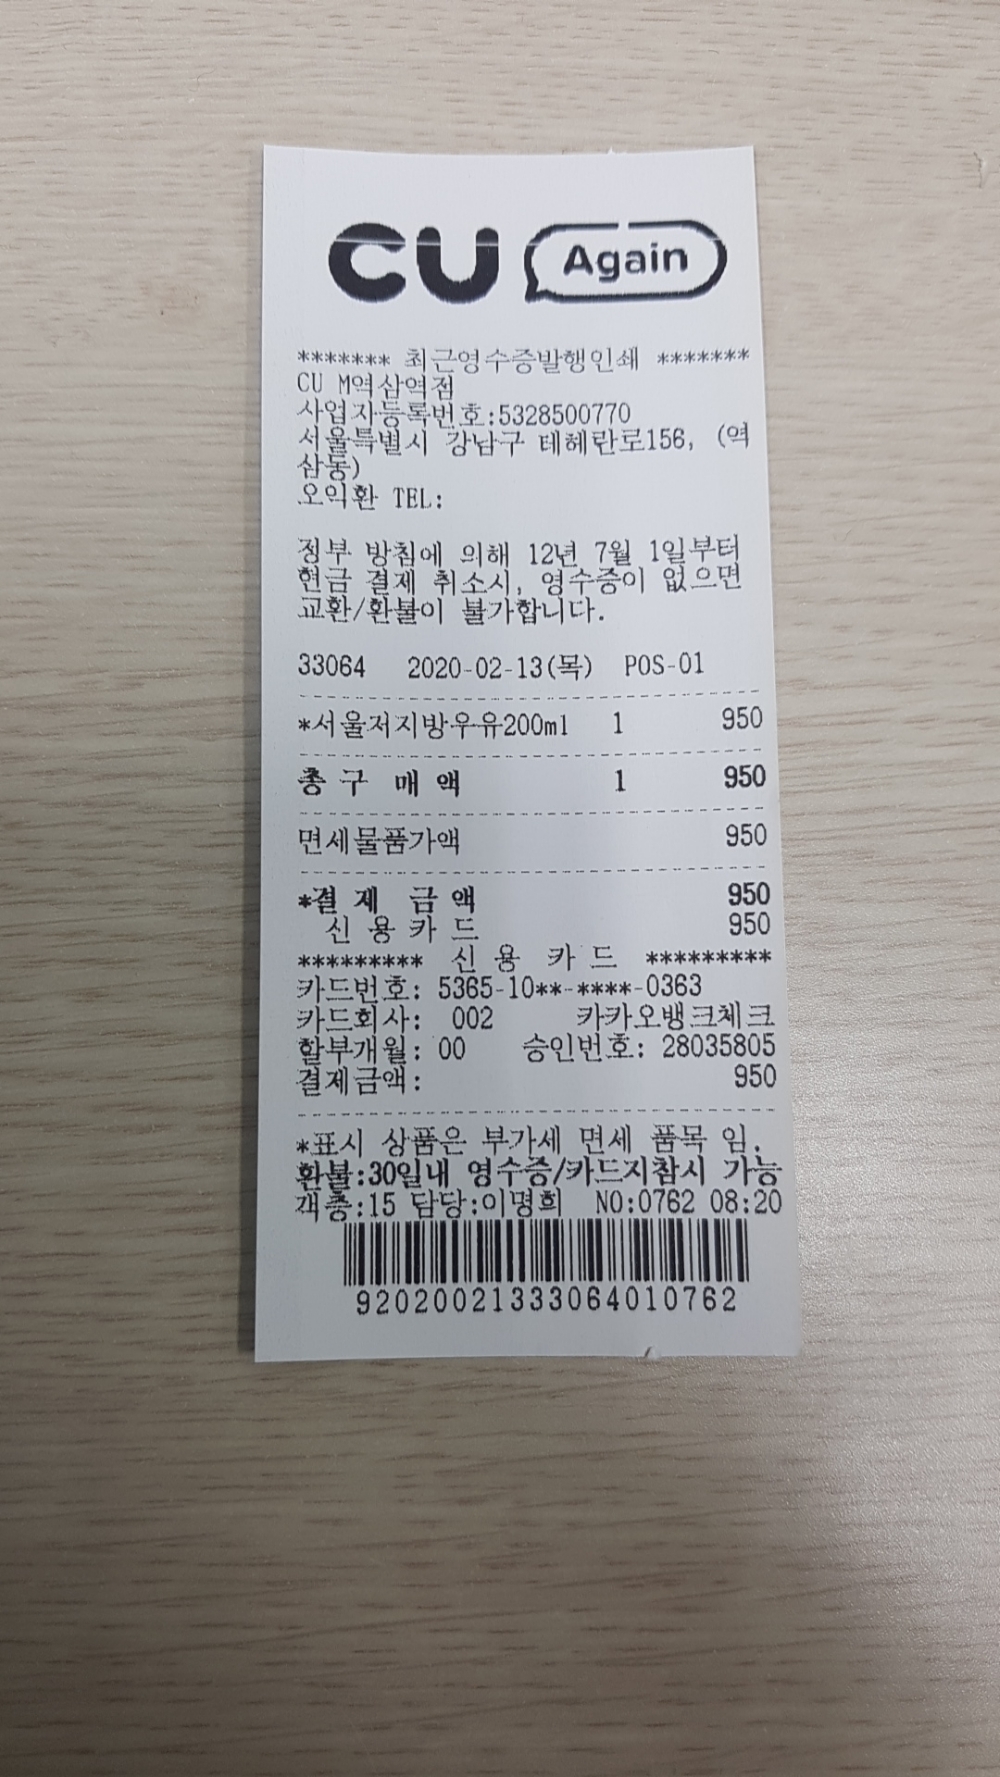 CU Again
******* 최근영수증발행인쇄 *******
CU M역삼역점
사업자등록번호:5328500770
서울특별시 강남구 테헤란로156, (역
삼동)
오익환 TEL:
정부 방침에 의해 12년 7월 1일부터
현금 결제 취소시, 영수증이 없으면
교환/환불이 불가합니다.
33064 2020-02-13(목) POS-01
*서울저지방우유200ml 1 950
총 구 매 액 1 950
면세물품가액 950
*결 제 금 액 950
신 용 카 드 950
********* 신 용 카 드 *********
카드번호: 5365-10**-****-0363
카드회사: 002 카카오뱅크체크
할부개월: 00 승인번호: 28035805
결제금액: 950
*표시 상품은 부가세 면세 품목 임.
환불:30일내 영수증/카드지참시 가능
객층:15 담당:이명희 NO:0762 08:20
92020021333064010762